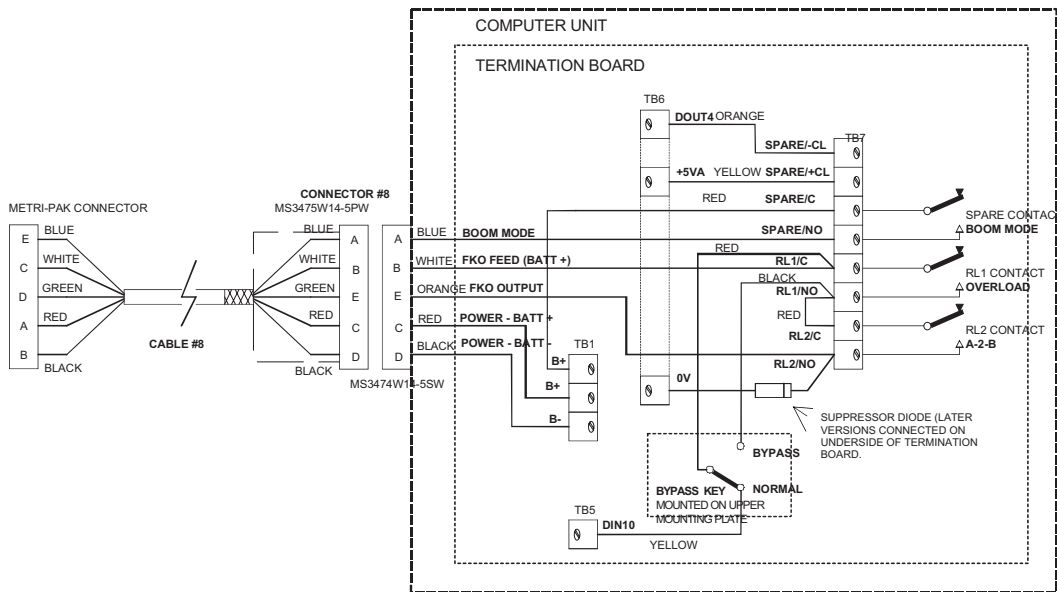 COMPUTER UNIT
TERMINATION BOARD
TB6
DOUT4 ORANGE
TB7
SPARE/-CL
+5VA YELLOW SPARE/+CL
RED SPARE/C
SPARE CONTAC
BOOM MODE
SPARE/NO
RED
RL1/C
RL1 CONTACT
OVERLOAD
BLACK
RL1/NO
RED
RL2/C
RL2 CONTACT
A-2-B
RL2/NO
METRI-PAK CONNECTOR
E BLUE
C WHITE
D GREEN
A RED
B BLACK
CABLE #8
CONNECTOR #8
MS3475W14-5PW
BLUE A
WHITE B
GREEN E
RED C
BLACK D
MS3474W14-5SW
A BLUE BOOM MODE
B WHITE FKO FEED (BATT +)
E ORANGE FKO OUTPUT
C RED POWER - BATT +
D BLACK POWER - BATT -
TB1
B+
B+
B-
0V
SUPPRESSOR DIODE (LATER
VERSIONS CONNECTED ON
UNDERSIDE OF TERMINATION
BOARD.
BYPASS
NORMAL
BYPASS KEY
MOUNTED ON UPPER
MOUNTING PLATE
TB5
DIN10
YELLOW